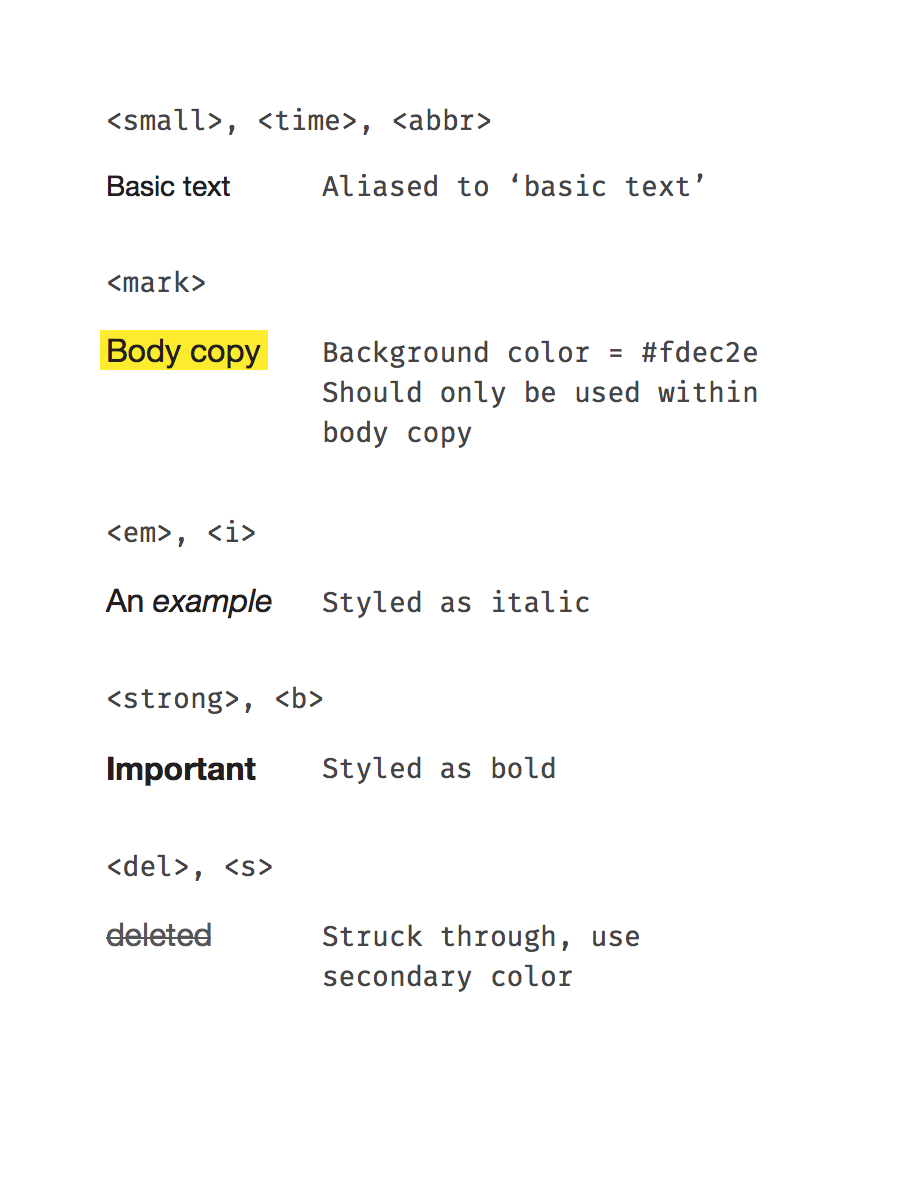 <small>, <time>, <abbr>
Basic text Aliased to ‘basic text’
<mark>
Body copy Background color = #fdec2e
Should only be used within
body copy
<em>, <i>
An example Styled as italic
<strong>, <b>
Important Styled as bold
<del>, <s>
deleted Struck through, use
secondary color